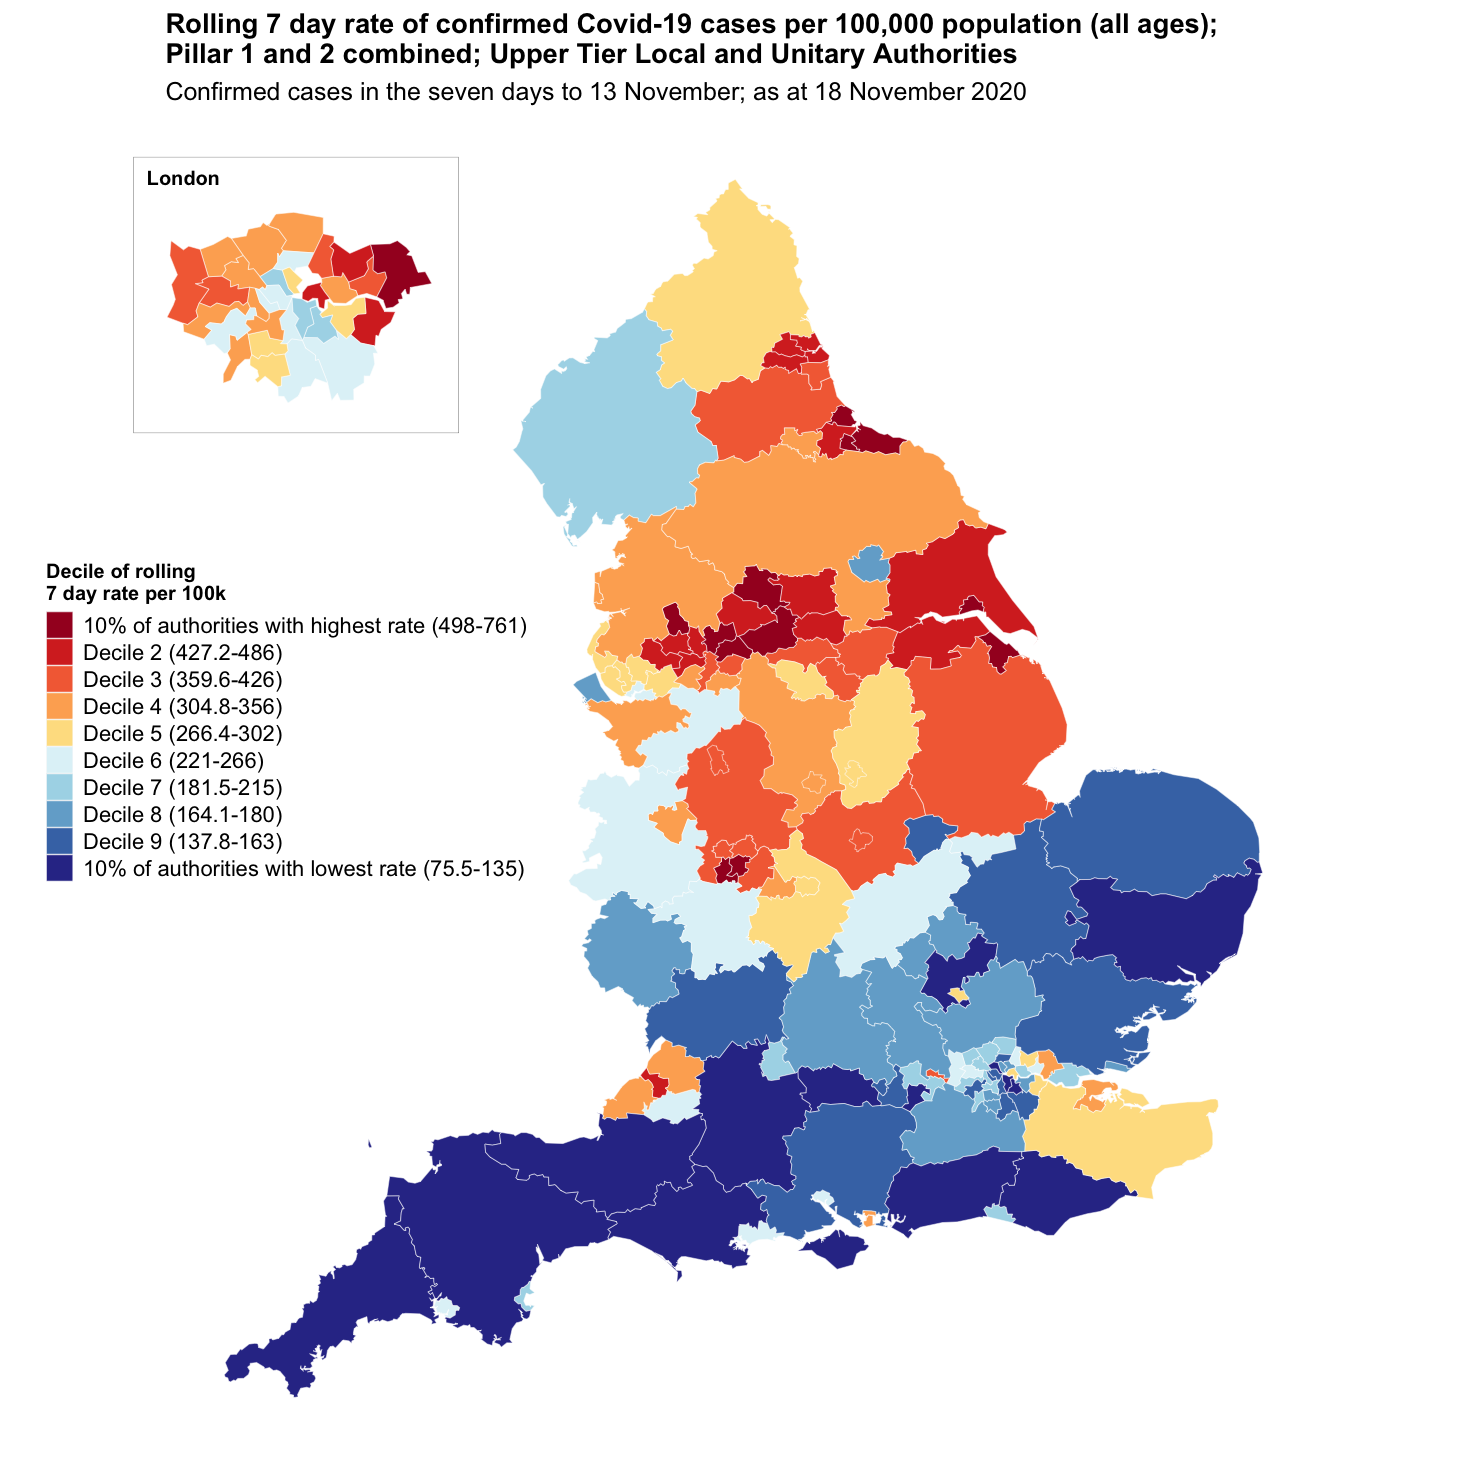 Rolling 7 day rate of confirmed Covid-19 cases per 100,000 population (all ages);
Pillar 1 and 2 combined; Upper Tier Local and Unitary Authorities
Confirmed cases in the seven days to 13 November; as at 18 November 2020
London
Decile of rolling
7 day rate per 100k
10% of authorities with highest rate (498-761)
Decile 2 (427.2-486)
Decile 3 (359.6-426)
Decile 4 (304.8-356)
Decile 5 (266.4-302)
Decile 6 (221-266)
Decile 7 (181.5-215)
Decile 8 (164.1-180)
Decile 9 (137.8-163)
10% of authorities with lowest rate (75.5-135)